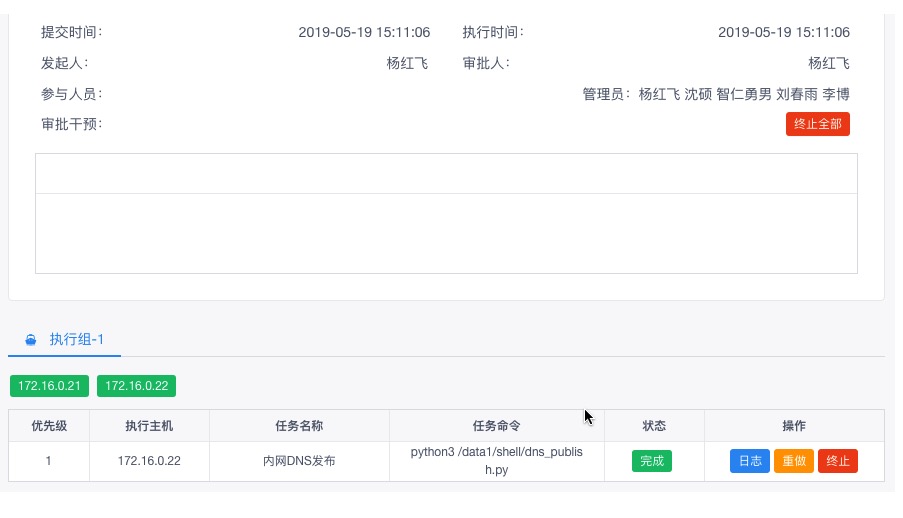 提交时间： 2019-05-19 15:11:06 执行时间： 2019-05-19 15:11:06
发起人： 杨红飞 审批人： 杨红飞
参与人员： 管理员：杨红飞 沈硕 智仁勇男 刘春雨 李博
审批干预： 终止全部
执行组-1
172.16.0.21 172.16.0.22
优先级 执行主机 任务名称 任务命令 状态 操作
1 172.16.0.22 内网DNS发布 python3 /data1/shell/dns_publis 完成 日志 重做 终止
h.py